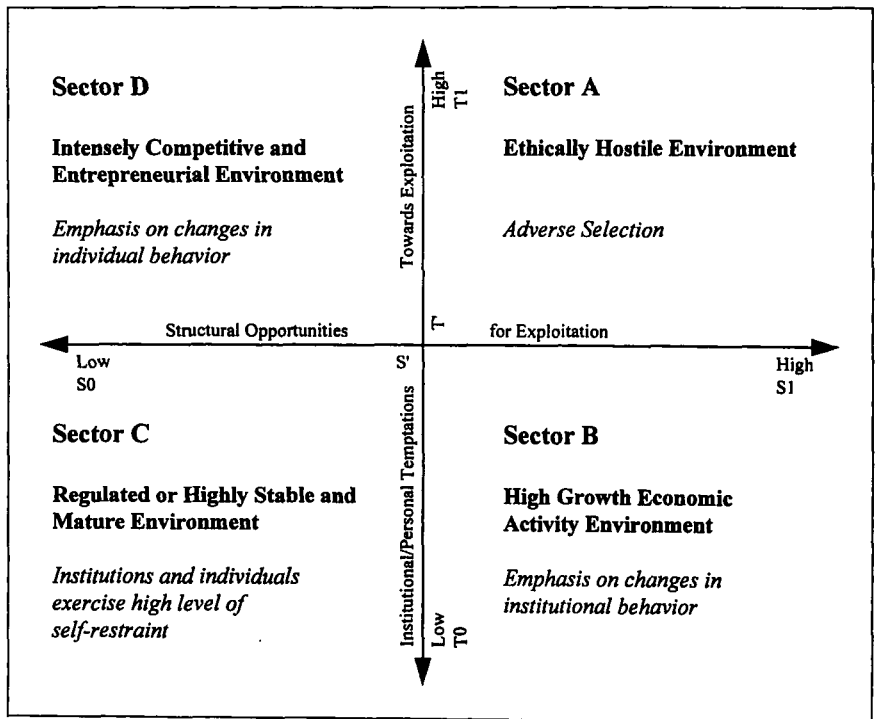 Sector D
Intensely Competitive and
Entrepreneurial Environment
Emphasis on changes in
individual behavior
Towards Exploitation
High
T1
Sector A
Ethically Hostile Environment
Adverse Selection
Structural Opportunities
T'
for Exploitation
Low
S0
S'
High
S1
Sector C
Regulated or Highly Stable and
Mature Environment
Institutions and individuals
exercise high level of
self-restraint
Institutional/Personal Temptations
Low
T0
Sector B
High Growth Economic
Activity Environment
Emphasis on changes in
institutional behavior